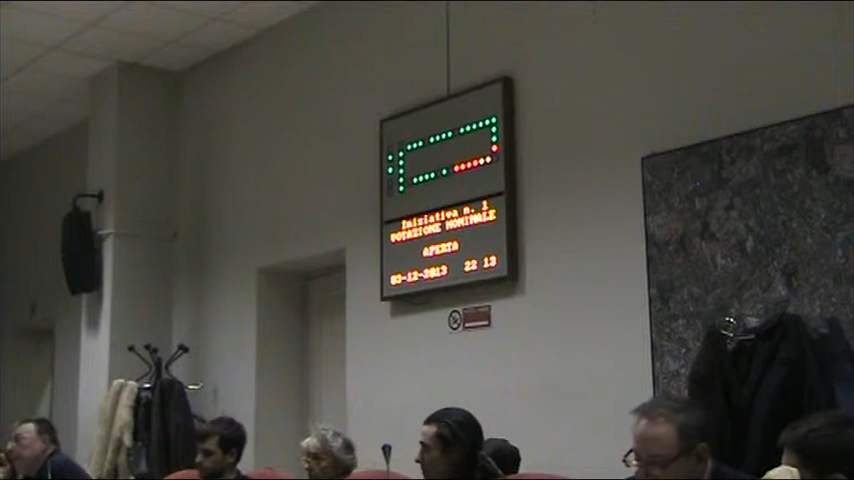 Iniziativa n. 1
VOTAZIONE NOMINALE
APERTA
03-12-2013 22 13